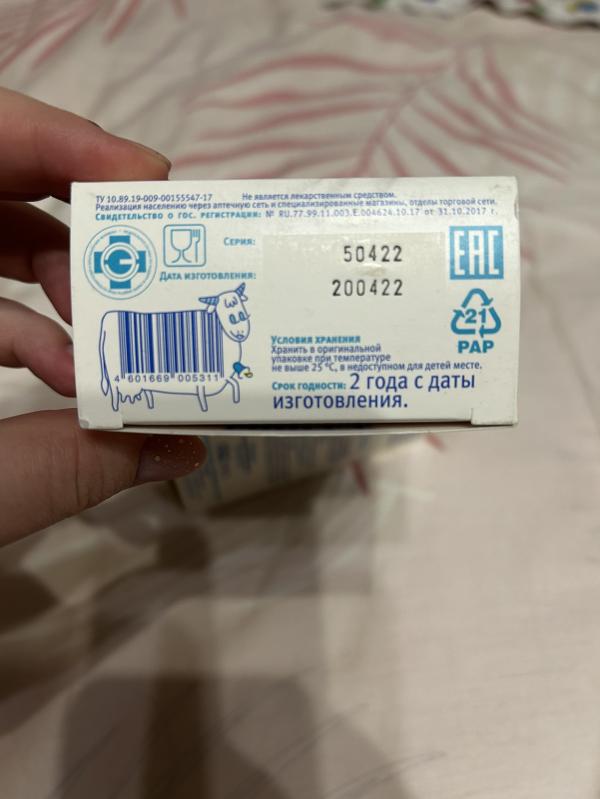 ТУ 10.89.19-009-00155547-17 Не является лекарственным средством.
Реализация населению через аптечную сеть и специализированные магазины, отделы торговой сети.
Свидетельство о гос. регистрации: № RU.77.99.11.003.Е.004624.10.17 от 31.10.2017 г.
Серия: 50422
Дата изготовления: 200422
EAC
21
PAP
4 601669 005311
Условия хранения
Хранить в оригинальной
упаковке при температуре
не выше 25 °С, в недоступном для детей месте.
Срок годности: 2 года с даты
изготовления.